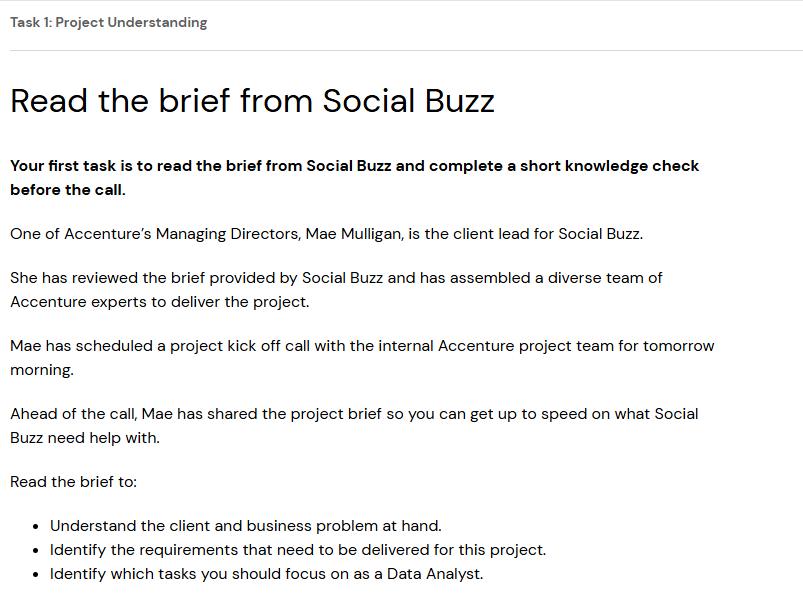 Task 1: Project Understanding
Read the brief from Social Buzz
Your first task is to read the brief from Social Buzz and complete a short knowledge check
before the call.
One of Accenture’s Managing Directors, Mae Mulligan, is the client lead for Social Buzz.
She has reviewed the brief provided by Social Buzz and has assembled a diverse team of
Accenture experts to deliver the project.
Mae has scheduled a project kick off call with the internal Accenture project team for tomorrow
morning.
Ahead of the call, Mae has shared the project brief so you can get up to speed on what Social
Buzz need help with.
Read the brief to:
• Understand the client and business problem at hand.
• Identify the requirements that need to be delivered for this project.
• Identify which tasks you should focus on as a Data Analyst.